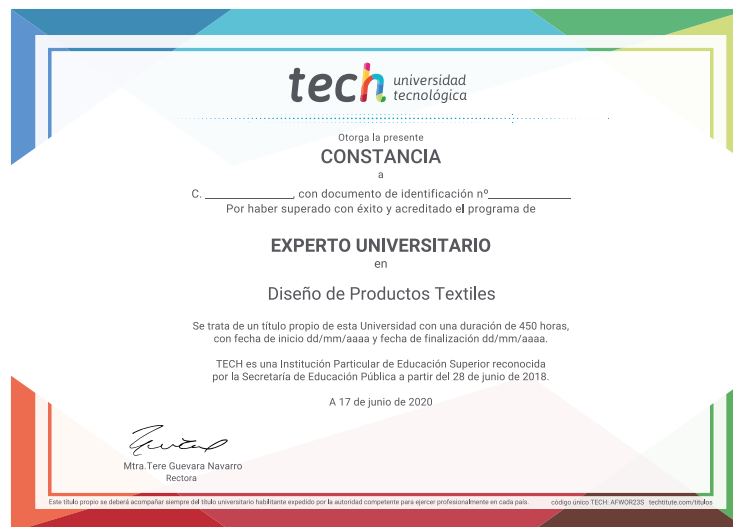 tech universidad
tecnológica
Otorga la presente
CONSTANCIA
a
C. ______________, con documento de identificación nº______________
Por haber superado con éxito y acreditado el programa de
EXPERTO UNIVERSITARIO
en
Diseño de Productos Textiles
Se trata de un título propio de esta Universidad con una duración de 450 horas,
con fecha de inicio dd/mm/aaaa y fecha de finalización dd/mm/aaaa.
TECH es una Institución Particular de Educación Superior reconocida
por la Secretaría de Educación Pública a partir del 28 de junio de 2018.
A 17 de junio de 2020
Mtra.Tere Guevara Navarro
Rectora
Este título propio se deberá acompañar siempre del título universitario habilitante expedido por la autoridad competente para ejercer profesionalmente en cada país. código único TECH: AFWOR23S techtitute.com/titulos